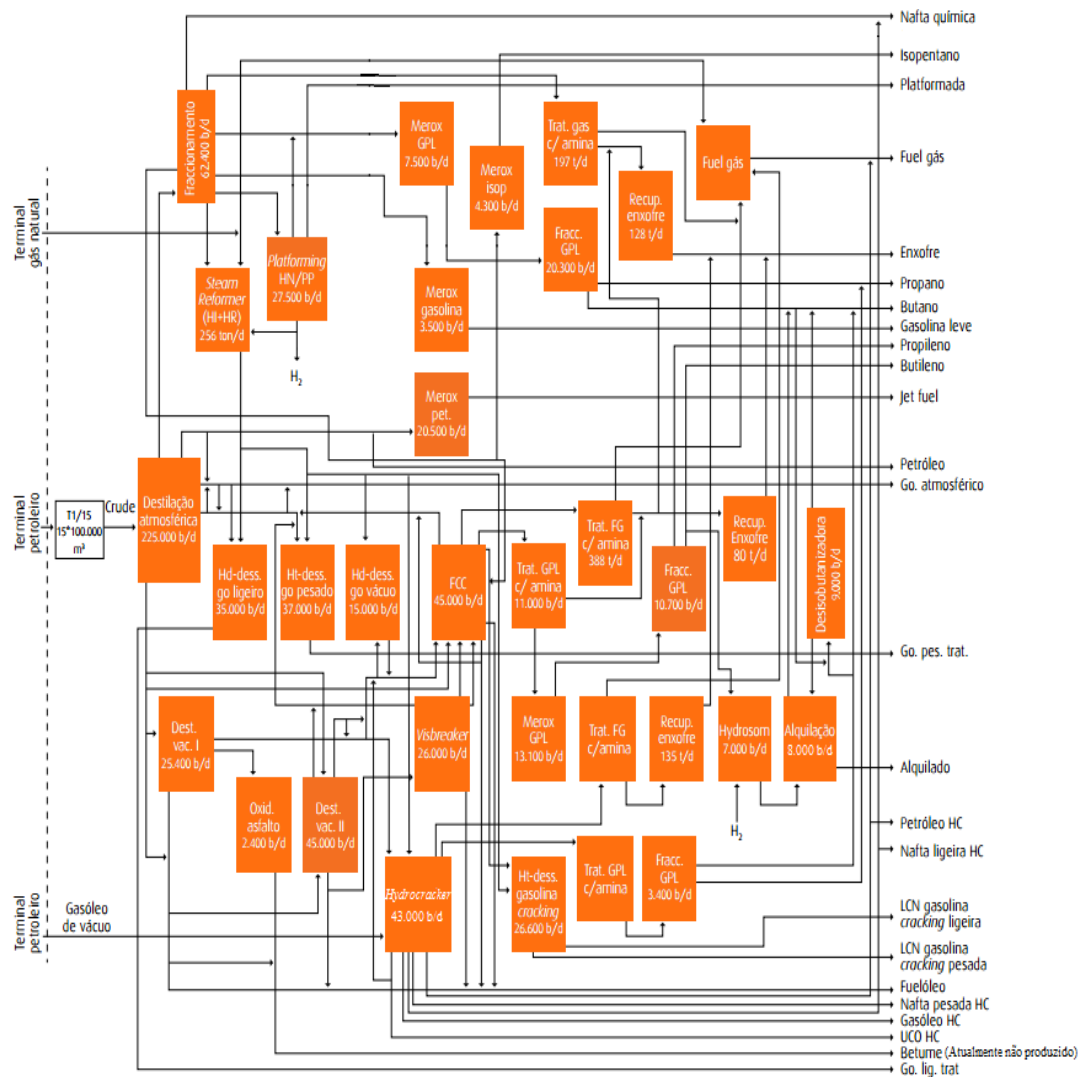 Nafta química
Isopentano
Platformada
Fraccionamento
62.400 b/d
Merox
GPL
7.500 b/d
Merox
isop
4.300 b/d
Trat. gas
c/ amina
197 t/d
Recup.
enxofre
128 t/d
Fuel gás
Fuel gás
Terminal
gás natural
Platforming
HN/PP
27.500 b/d
Steam
Reformer
(HI+HR)
256 ton/d
H2
Merox
gasolina
3.500 b/d
Fracc.
GPL
20.300 b/d
Enxofre
Propano
Butano
Gasolina leve
Propileno
Butileno
Merox
pet.
20.500 b/d
Jet fuel
Petróleo
Go. atmosférico
Terminal
petroleiro
T1/15
15*100.000
m³
Crude
Destilação
atmosférica
225.000 b/d
Hd-dess.
go ligeiro
35.000 b/d
Ht-dess.
go pesado
37.000 b/d
Hd-dess.
go vácuo
15.000 b/d
FCC
45.000 b/d
Trat. GPL
c/ amina
11.000 b/d
Trat. FG
c/ amina
388 t/d
Fracc.
GPL
10.700 b/d
Recup.
Enxofre
80 t/d
Desisobutanizadora
9.000 b/d
Go. pes. trat.
Dest.
vac. I
25.400 b/d
Oxid.
asfalto
2.400 b/d
Dest.
vac. II
45.000 b/d
Visbreaker
26.000 b/d
Merox
GPL
13.100 b/d
Trat. FG
c/amina
Recup.
enxofre
135 t/d
Hydrosom
7.000 b/d
Alquilação
8.000 b/d
H2
Alquilado
Petróleo HC
Nafta ligeira HC
Terminal
petroleiro
Gasóleo
de vácuo
Hydrocracker
43.000 b/d
Ht-dess.
gasolina
cracking
26.600 b/d
Trat. GPL
c/amina
Fracc.
GPL
3.400 b/d
LCN gasolina
cracking ligeira
LCN gasolina
cracking pesada
Fuelóleo
Nafta pesada HC
Gasóleo HC
UCO HC
Betume (Atualmente não produzido)
Go. lig. trat